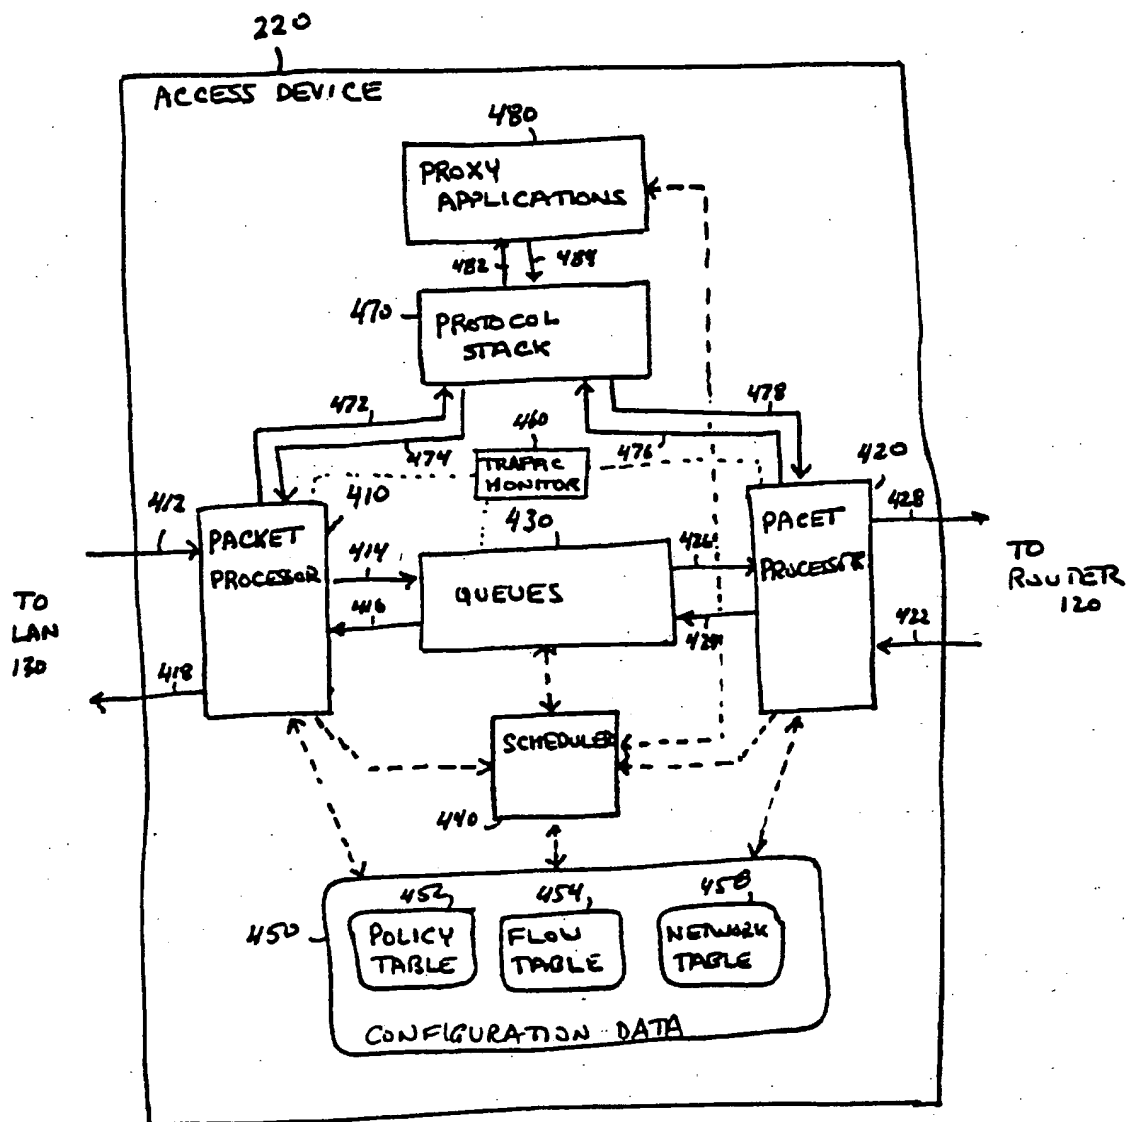 220
ACCESS DEVICE
480
PROXY
APPLICATIONS
482
484
470
PROTOCOL
STACK
472
474
460
476
478
TRAFFIC
MONITOR
412
410
420
428
PACKET
PROCESSOR
414
416
430
QUEUES
426
424
PACET
PROCESSOR
422
TO
LAN
130
TO
ROUTER
120
418
SCHEDULER
440
450
452
POLICY
TABLE
454
FLOW
TABLE
458
NETWORK
TABLE
CONFIGURATION DATA